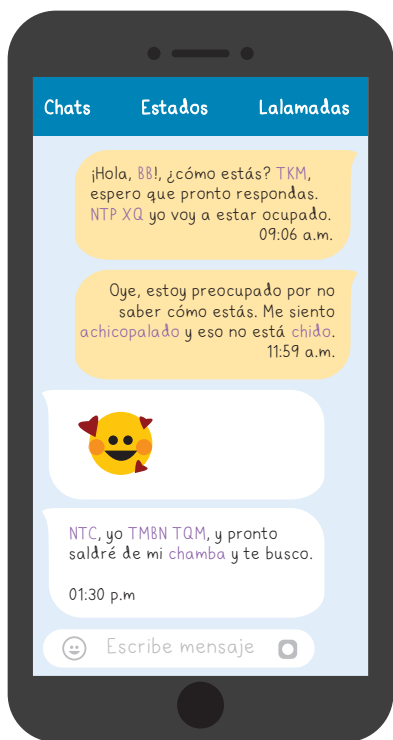 Chats Estados Lalamadas
¡Hola, BB!, ¿cómo estás? TKM,
espero que pronto respondas.
NTP XQ yo voy a estar ocupado.
09:06 a.m.
Oye, estoy preocupado por no
saber cómo estás. Me siento
achicopalado y eso no está chido.
11:59 a.m.
NTC, yo TMBN TQM, y pronto
saldré de mi chamba y te busco.
01:30 p.m
Escribe mensaje